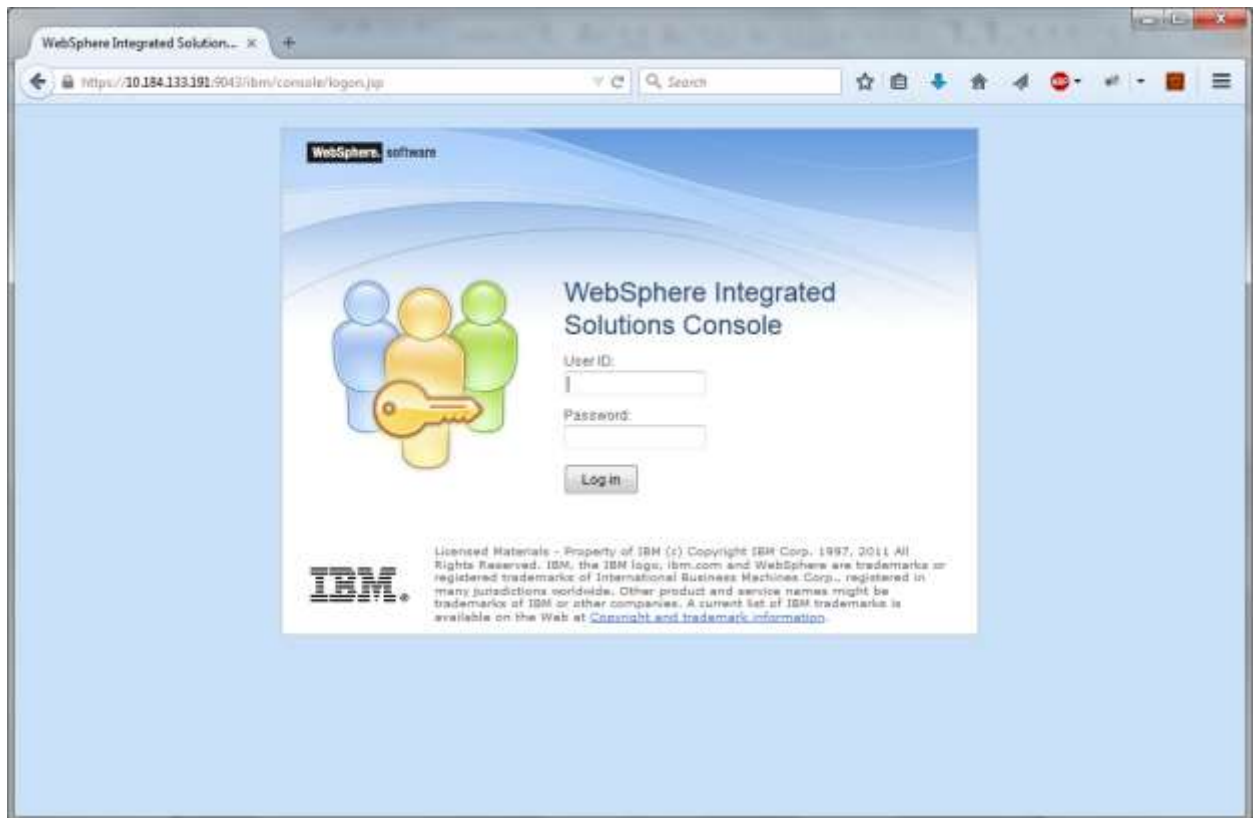 WebSphere Integrated Solution... × +
https://10.184.133.191:9043/ibm/console/logon.jsp
Search
ABP
WebSphere. software
WebSphere Integrated
Solutions Console
User ID:
Password:
Log in
IBM®
Licensed Materials - Property of IBM (c) Copyright IBM Corp. 1997, 2011 All
Rights Reserved. IBM, the IBM logo, ibm.com and WebSphere are trademarks or
registered trademarks of International Business Machines Corp., registered in
many jurisdictions worldwide. Other product and service names might be
trademarks of IBM or other companies. A current list of IBM trademarks is
available on the Web at Copyright and trademark information.